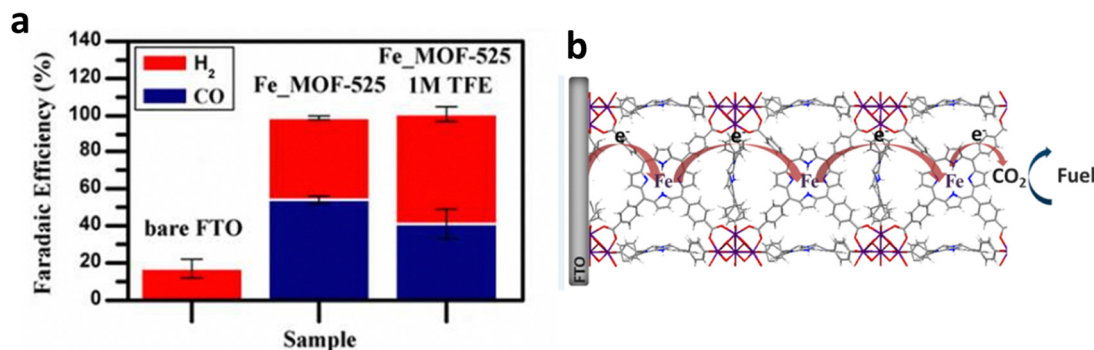 a
140
120
100
80
60
40
20
0
Faradaic Efficiency (%)
H₂
CO
bare FTO
Fe_MOF-525
Fe_MOF-525
1M TFE
Sample
b
FTO
e⁻
e
e
e⁻
Fe
Fe
Fe
CO₂
Fuel